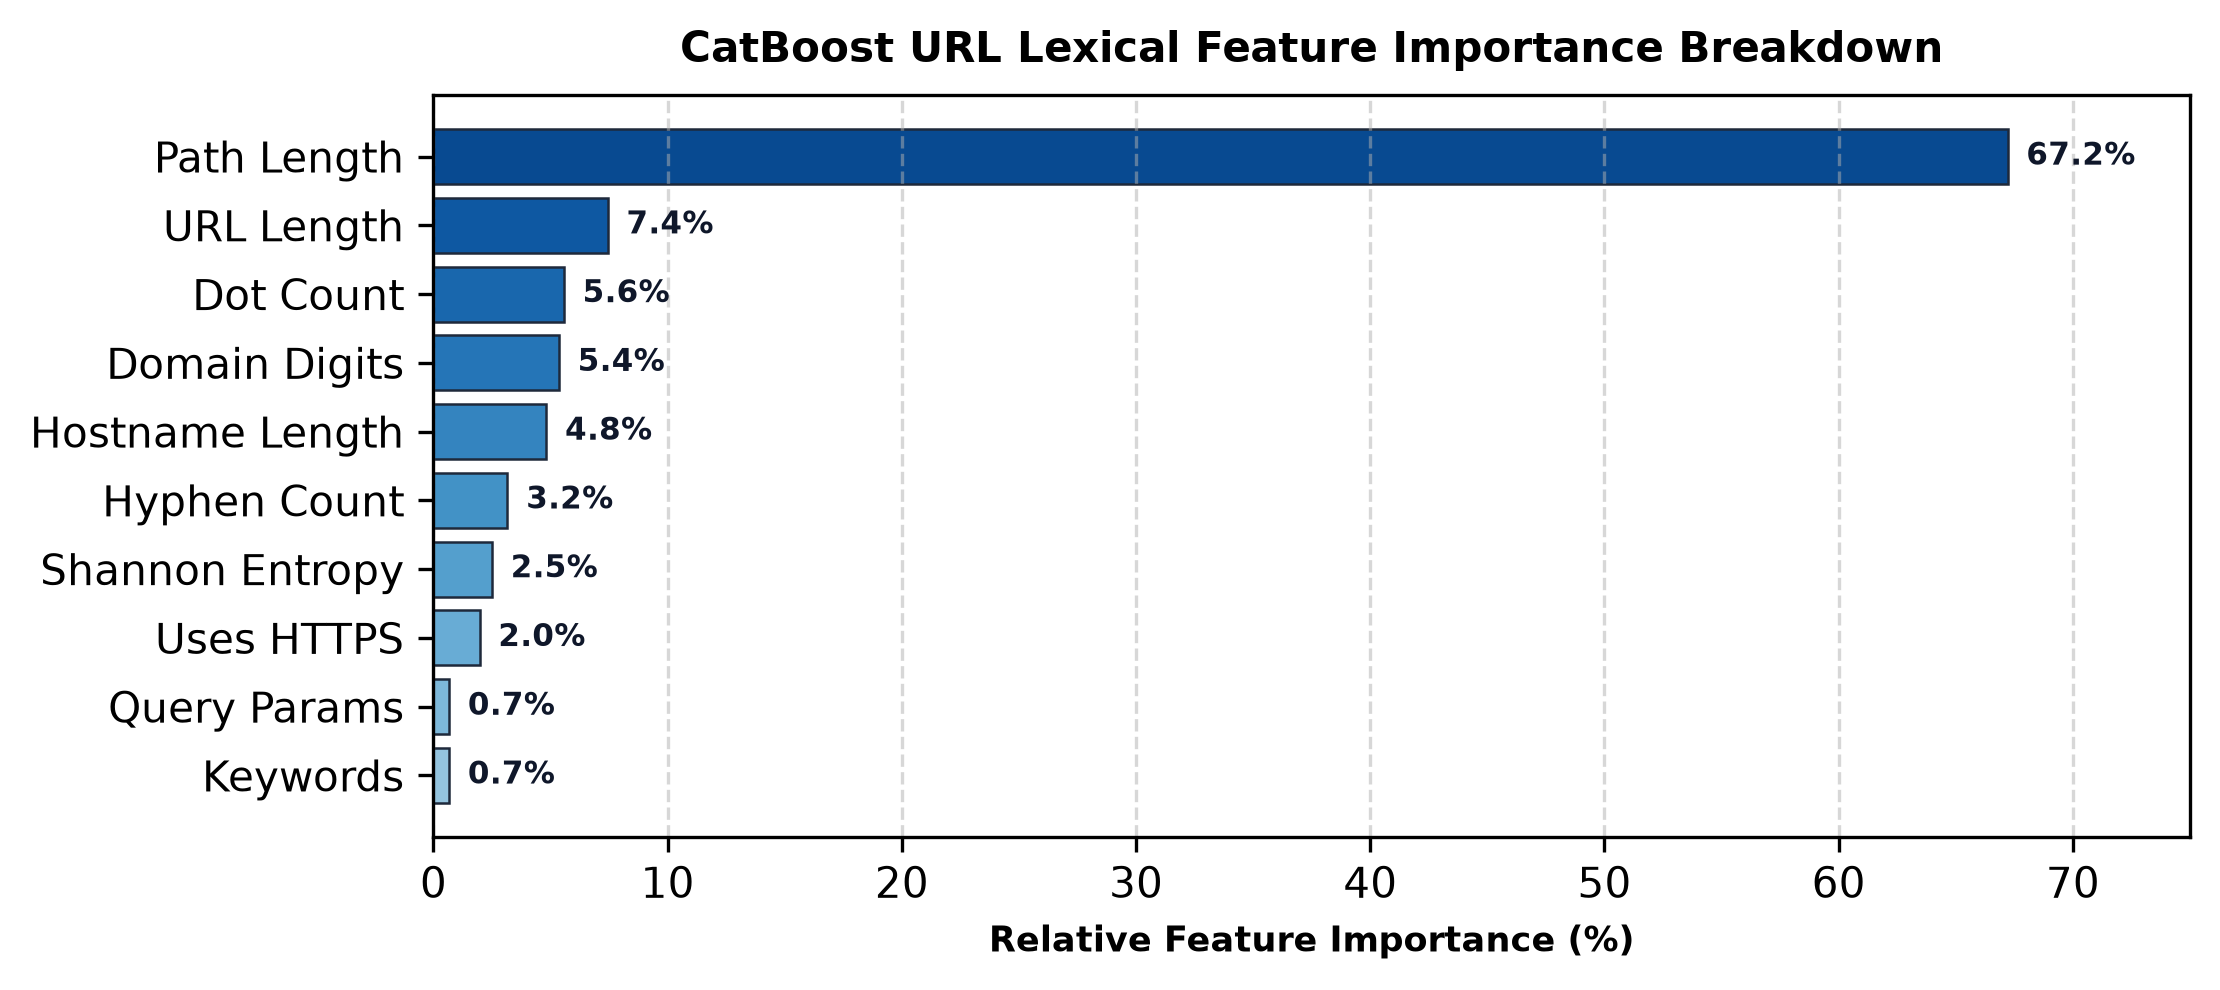 CatBoost URL Lexical Feature Importance Breakdown
Path Length 67.2%
URL Length 7.4%
Dot Count 5.6%
Domain Digits 5.4%
Hostname Length 4.8%
Hyphen Count 3.2%
Shannon Entropy 2.5%
Uses HTTPS 2.0%
Query Params 0.7%
Keywords 0.7%
0 10 20 30 40 50 60 70
Relative Feature Importance (%)